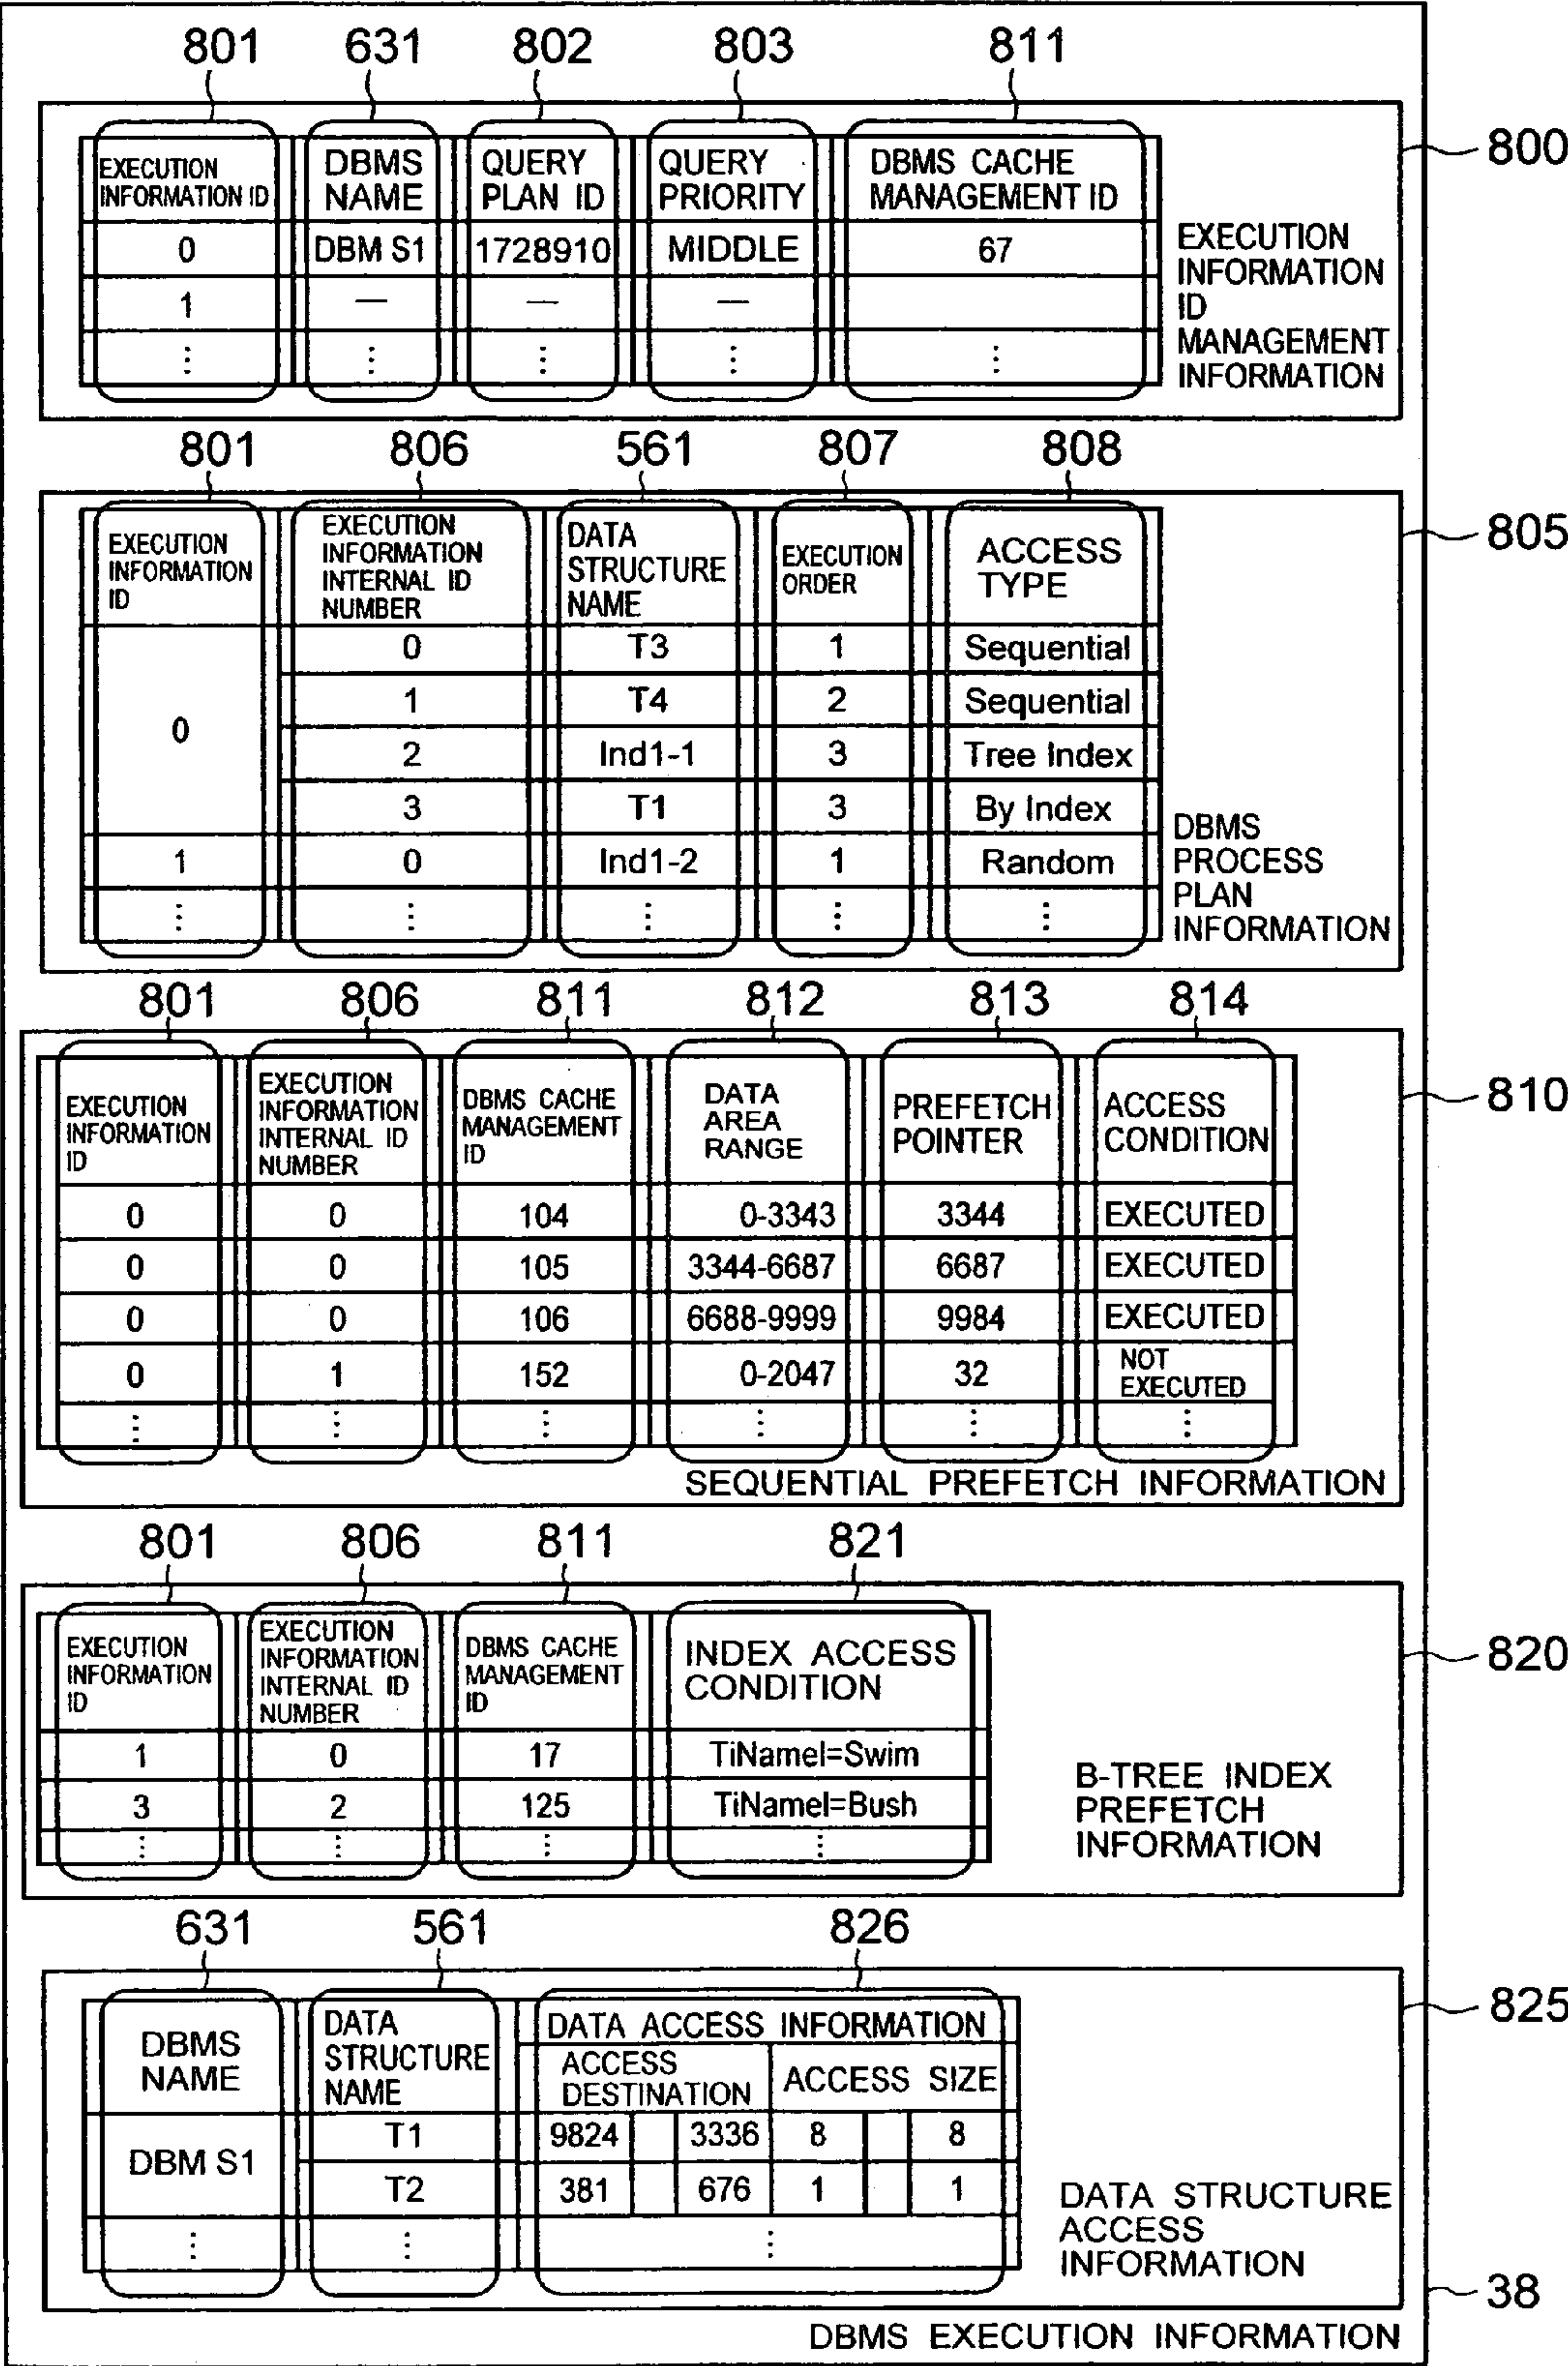 801 631 802 803 811
800
EXECUTION INFORMATION ID
DBMS NAME
QUERY PLAN ID
QUERY PRIORITY
DBMS CACHE MANAGEMENT ID
0 DBM S1 1728910 MIDDLE 67
1 — — —
⋮ ⋮ ⋮ ⋮ ⋮
EXECUTION
INFORMATION
ID
MANAGEMENT
INFORMATION
801 806 561 807 808
805
EXECUTION
INFORMATION
ID
EXECUTION
INFORMATION
INTERNAL ID
NUMBER
DATA
STRUCTURE
NAME
EXECUTION
ORDER
ACCESS
TYPE
0
0 T3 1 Sequential
1 T4 2 Sequential
2 Ind1-1 3 Tree Index
3 T1 3 By Index
1 0 Ind1-2 1 Random
⋮ ⋮ ⋮ ⋮ ⋮
DBMS
PROCESS
PLAN
INFORMATION
801 806 811 812 813 814
810
EXECUTION
INFORMATION
ID
EXECUTION
INFORMATION
INTERNAL ID
NUMBER
DBMS CACHE
MANAGEMENT
ID
DATA
AREA
RANGE
PREFETCH
POINTER
ACCESS
CONDITION
0 0 104 0-3343 3344 EXECUTED
0 0 105 3344-6687 6687 EXECUTED
0 0 106 6688-9999 9984 EXECUTED
0 1 152 0-2047 32 NOT EXECUTED
⋮ ⋮ ⋮ ⋮ ⋮ ⋮
SEQUENTIAL PREFETCH INFORMATION
801 806 811 821
820
EXECUTION
INFORMATION
ID
EXECUTION
INFORMATION
INTERNAL ID
NUMBER
DBMS CACHE
MANAGEMENT
ID
INDEX ACCESS
CONDITION
1 0 17 TiNameI=Swim
3 2 125 TiNameI=Bush
⋮ ⋮ ⋮ ⋮
B-TREE INDEX
PREFETCH
INFORMATION
631 561 826
825
DBMS
NAME
DATA
STRUCTURE
NAME
DATA ACCESS INFORMATION
ACCESS
DESTINATION
ACCESS SIZE
DBM S1
T1 9824 3336 8 8
T2 381 676 1 1
⋮ ⋮ ⋮
DATA STRUCTURE
ACCESS
INFORMATION
38
DBMS EXECUTION INFORMATION